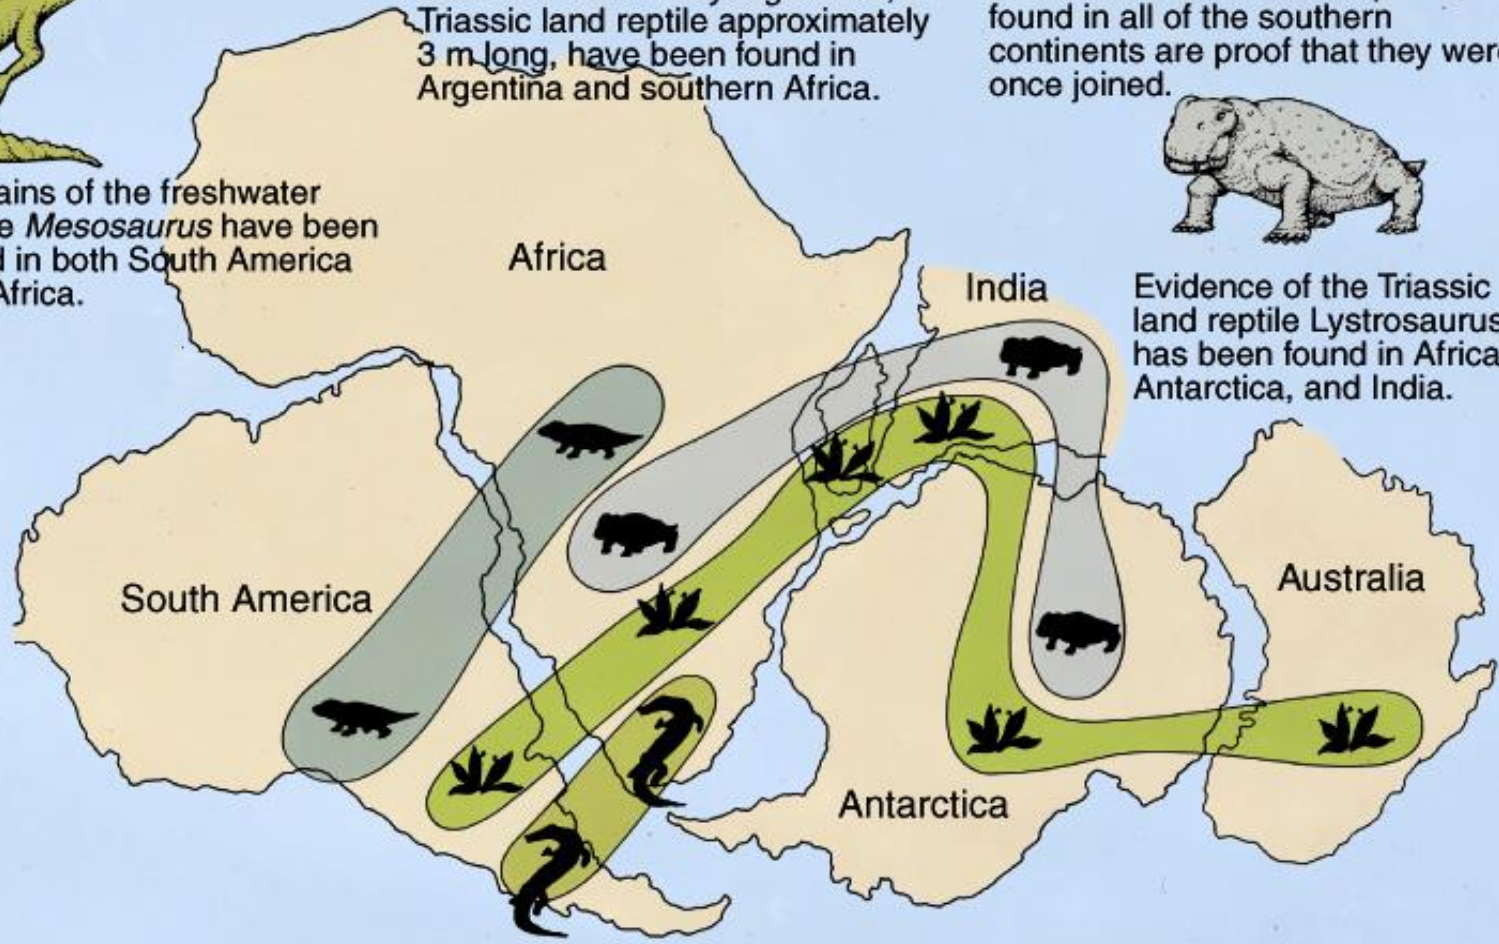 Triassic land reptile approximately
3 m long, have been found in
Argentina and southern Africa.
found in all of the southern
continents are proof that they were
once joined.
ains of the freshwater
e Mesosaurus have been
d in both South America
Africa.
Africa
India
Evidence of the Triassic
land reptile Lystrosaurus
has been found in Africa
Antarctica, and India.
South America
Australia
Antarctica